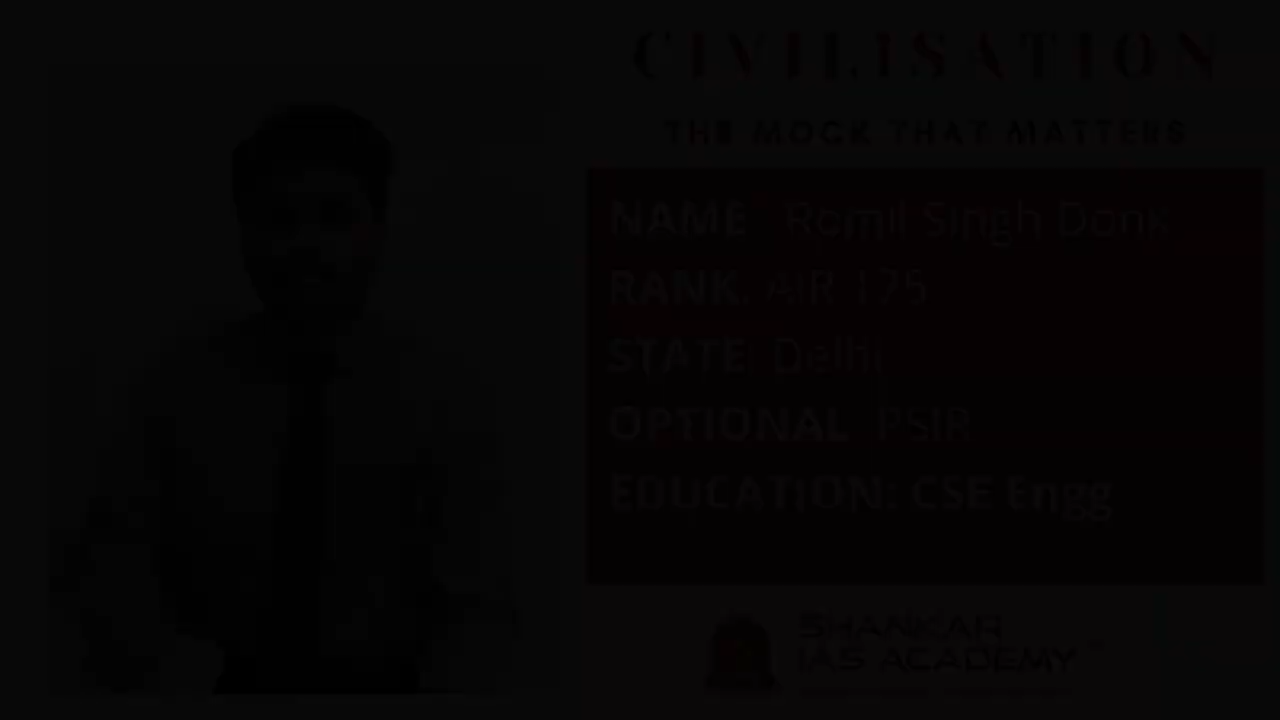 CIVILISATION
THE MOCK THAT MATTERS
NAME Romil Singh
RANK: AIR 175
STATE Delhi
OPTIONAL PSIR
EDUCATION: CSE Engg
SHANKAR
IAS ACADEMY